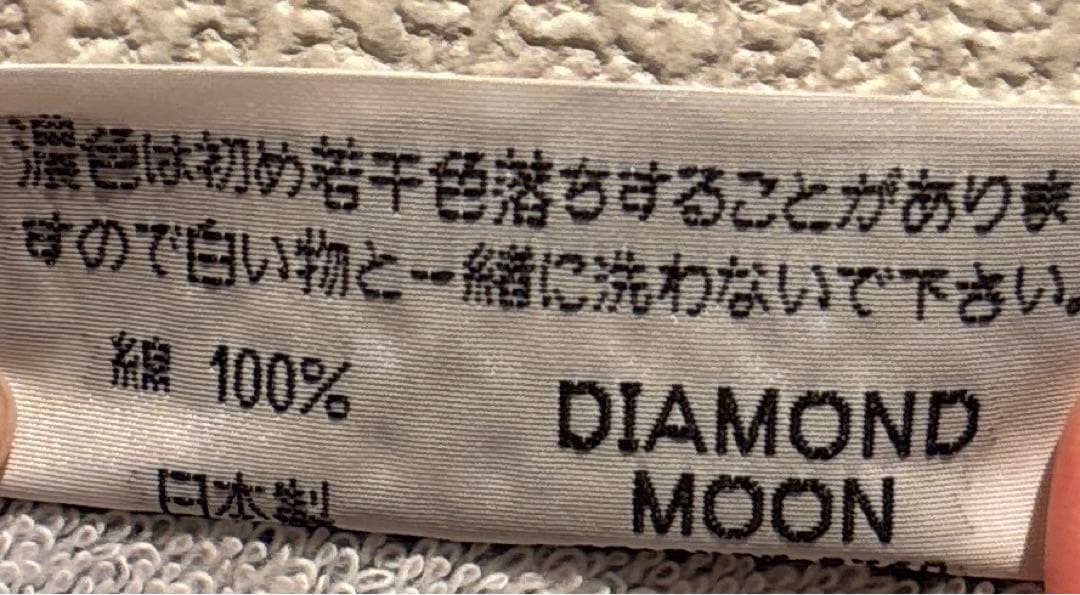 濃色は初め若干色落ちすることがありま
すので白い物と一緒に洗わないで下さい。
綿 100%
DIAMOND
MOON
日本製